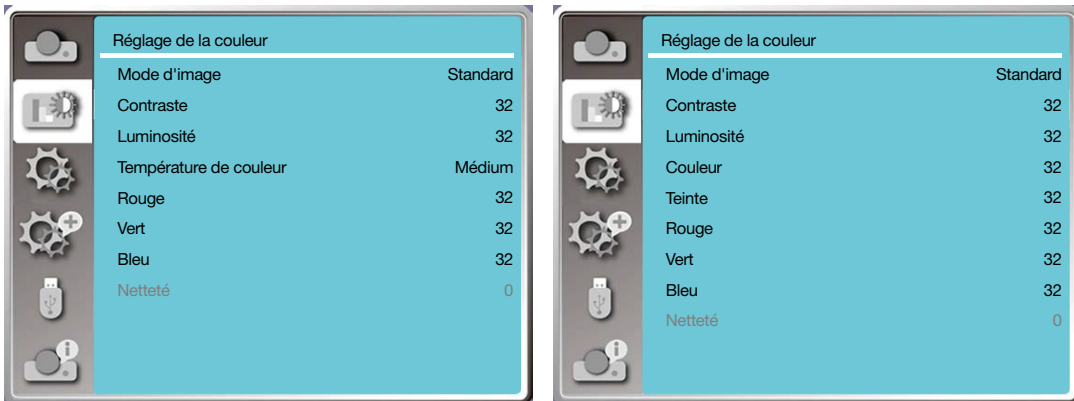 Réglage de la couleur
Mode d'image Standard
Contraste 32
Luminosité 32
Température de couleur Médium
Rouge 32
Vert 32
Bleu 32
Netteté 0
Réglage de la couleur
Mode d'image Standard
Contraste 32
Luminosité 32
Couleur 32
Teinte 32
Rouge 32
Vert 32
Bleu 32
Netteté 0